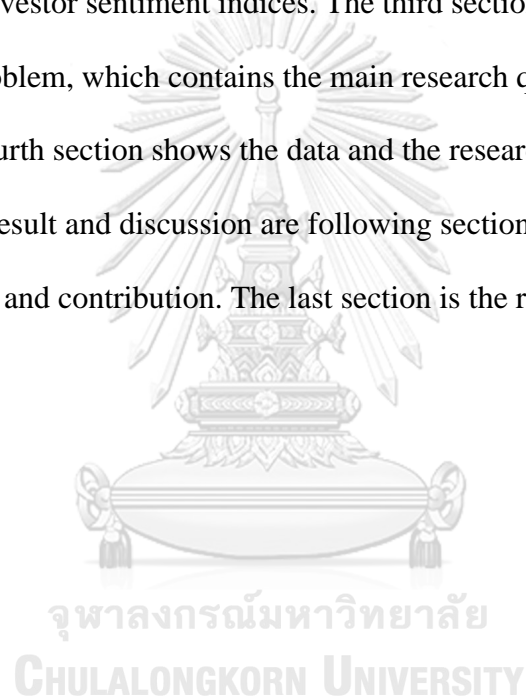 vestor sentiment indices. The third section
blem, which contains the main research q
urth section shows the data and the resear
esult and discussion are following section
and contribution. The last section is the r
จุฬาลงกรณ์มหาวิทยาลัย
CHULALONGKORN UNIVERSITY